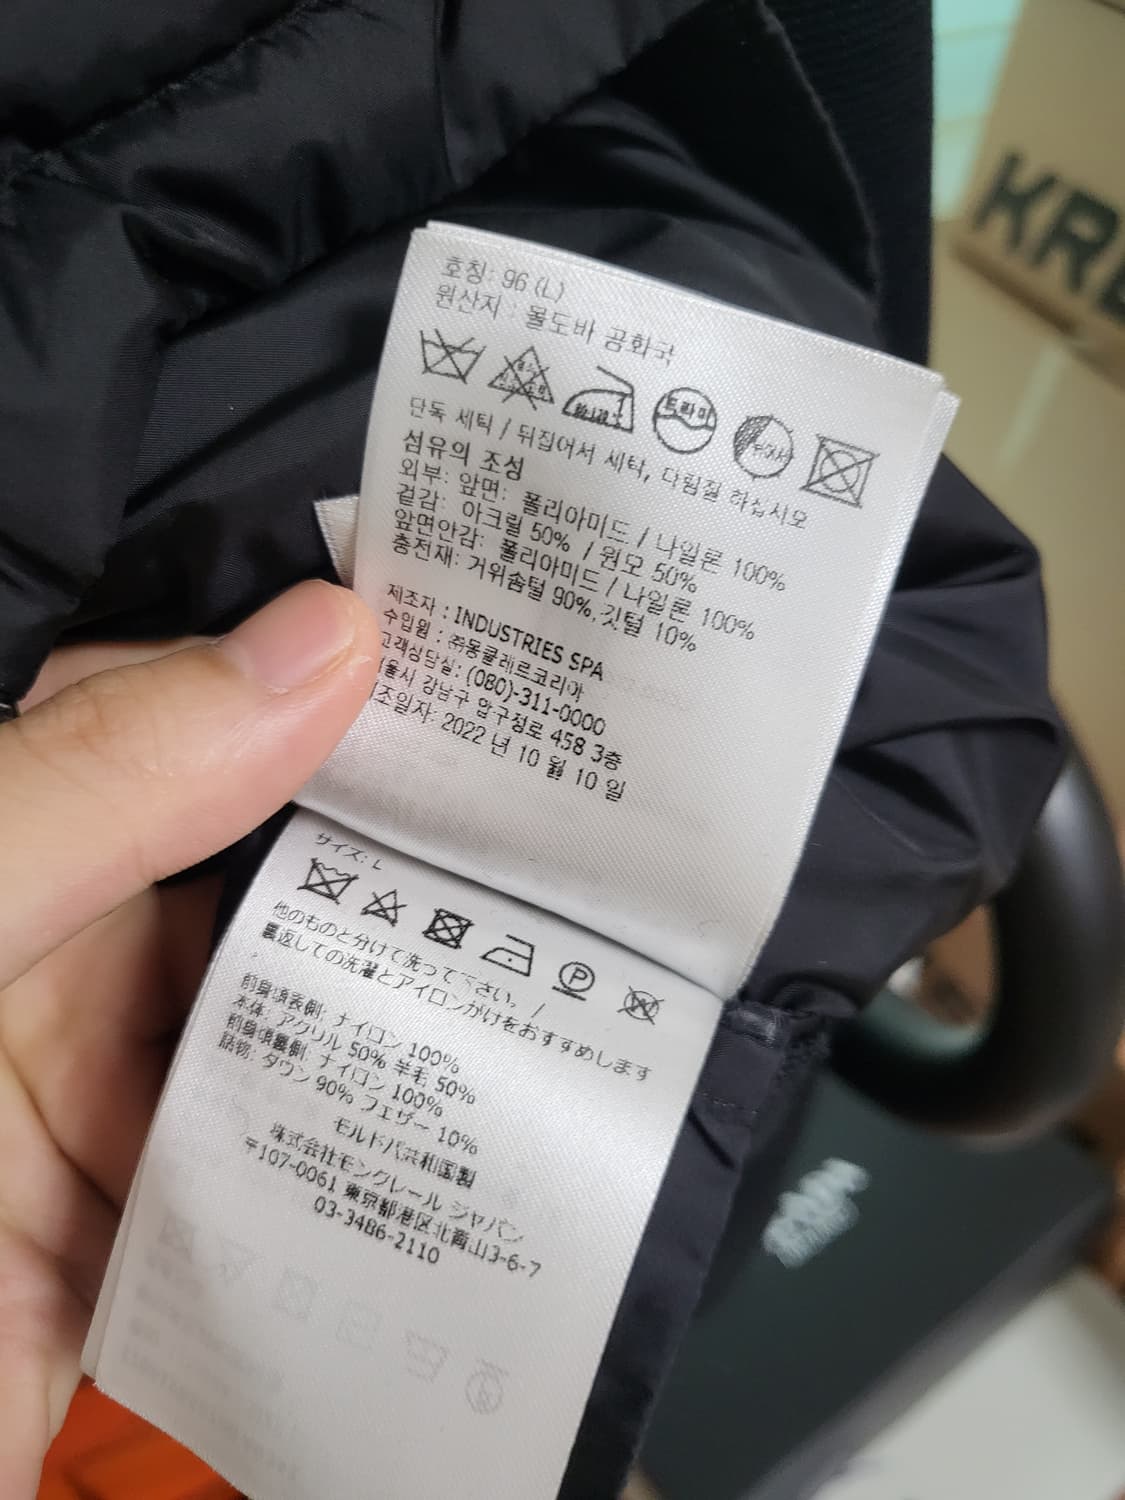 KRE
호칭: 96 (L)
원산지 : 몰도바 공화국
드라이
단독 세탁 / 뒤집어서 세탁, 다림질 하십시오
섬유의 조성
외부: 앞면: 폴리아미드 / 나일론 100%
겉감: 아크릴 50% / 원모 50%
앞면안감: 폴리아미드 / 나일론 100%
충전재: 거위솜털 90%, 깃털 10%
제조자 : INDUSTRIES SPA
수입원 : ㈜몽클레르코리아
고객상담실: (080)-311-0000
울시 강남구 압구정로 458 3층
조일자: 2022 년 10 월 10 일
サイズ: L
P
W
他のものと分けて洗って下さい。 /
裏返しての洗濯とアイロンがけをおすすめします
前身頃表側: ナイロン 100%
本体: アクリル 50% 羊毛 50%
前身頃裏側: ナイロン 100%
詰物: ダウン 90% フェザー 10%
モルドバ共和国製
株式会社モンクレール ジャパン
〒107-0061 東京都港区北青山3-6-7
03-3486-2110